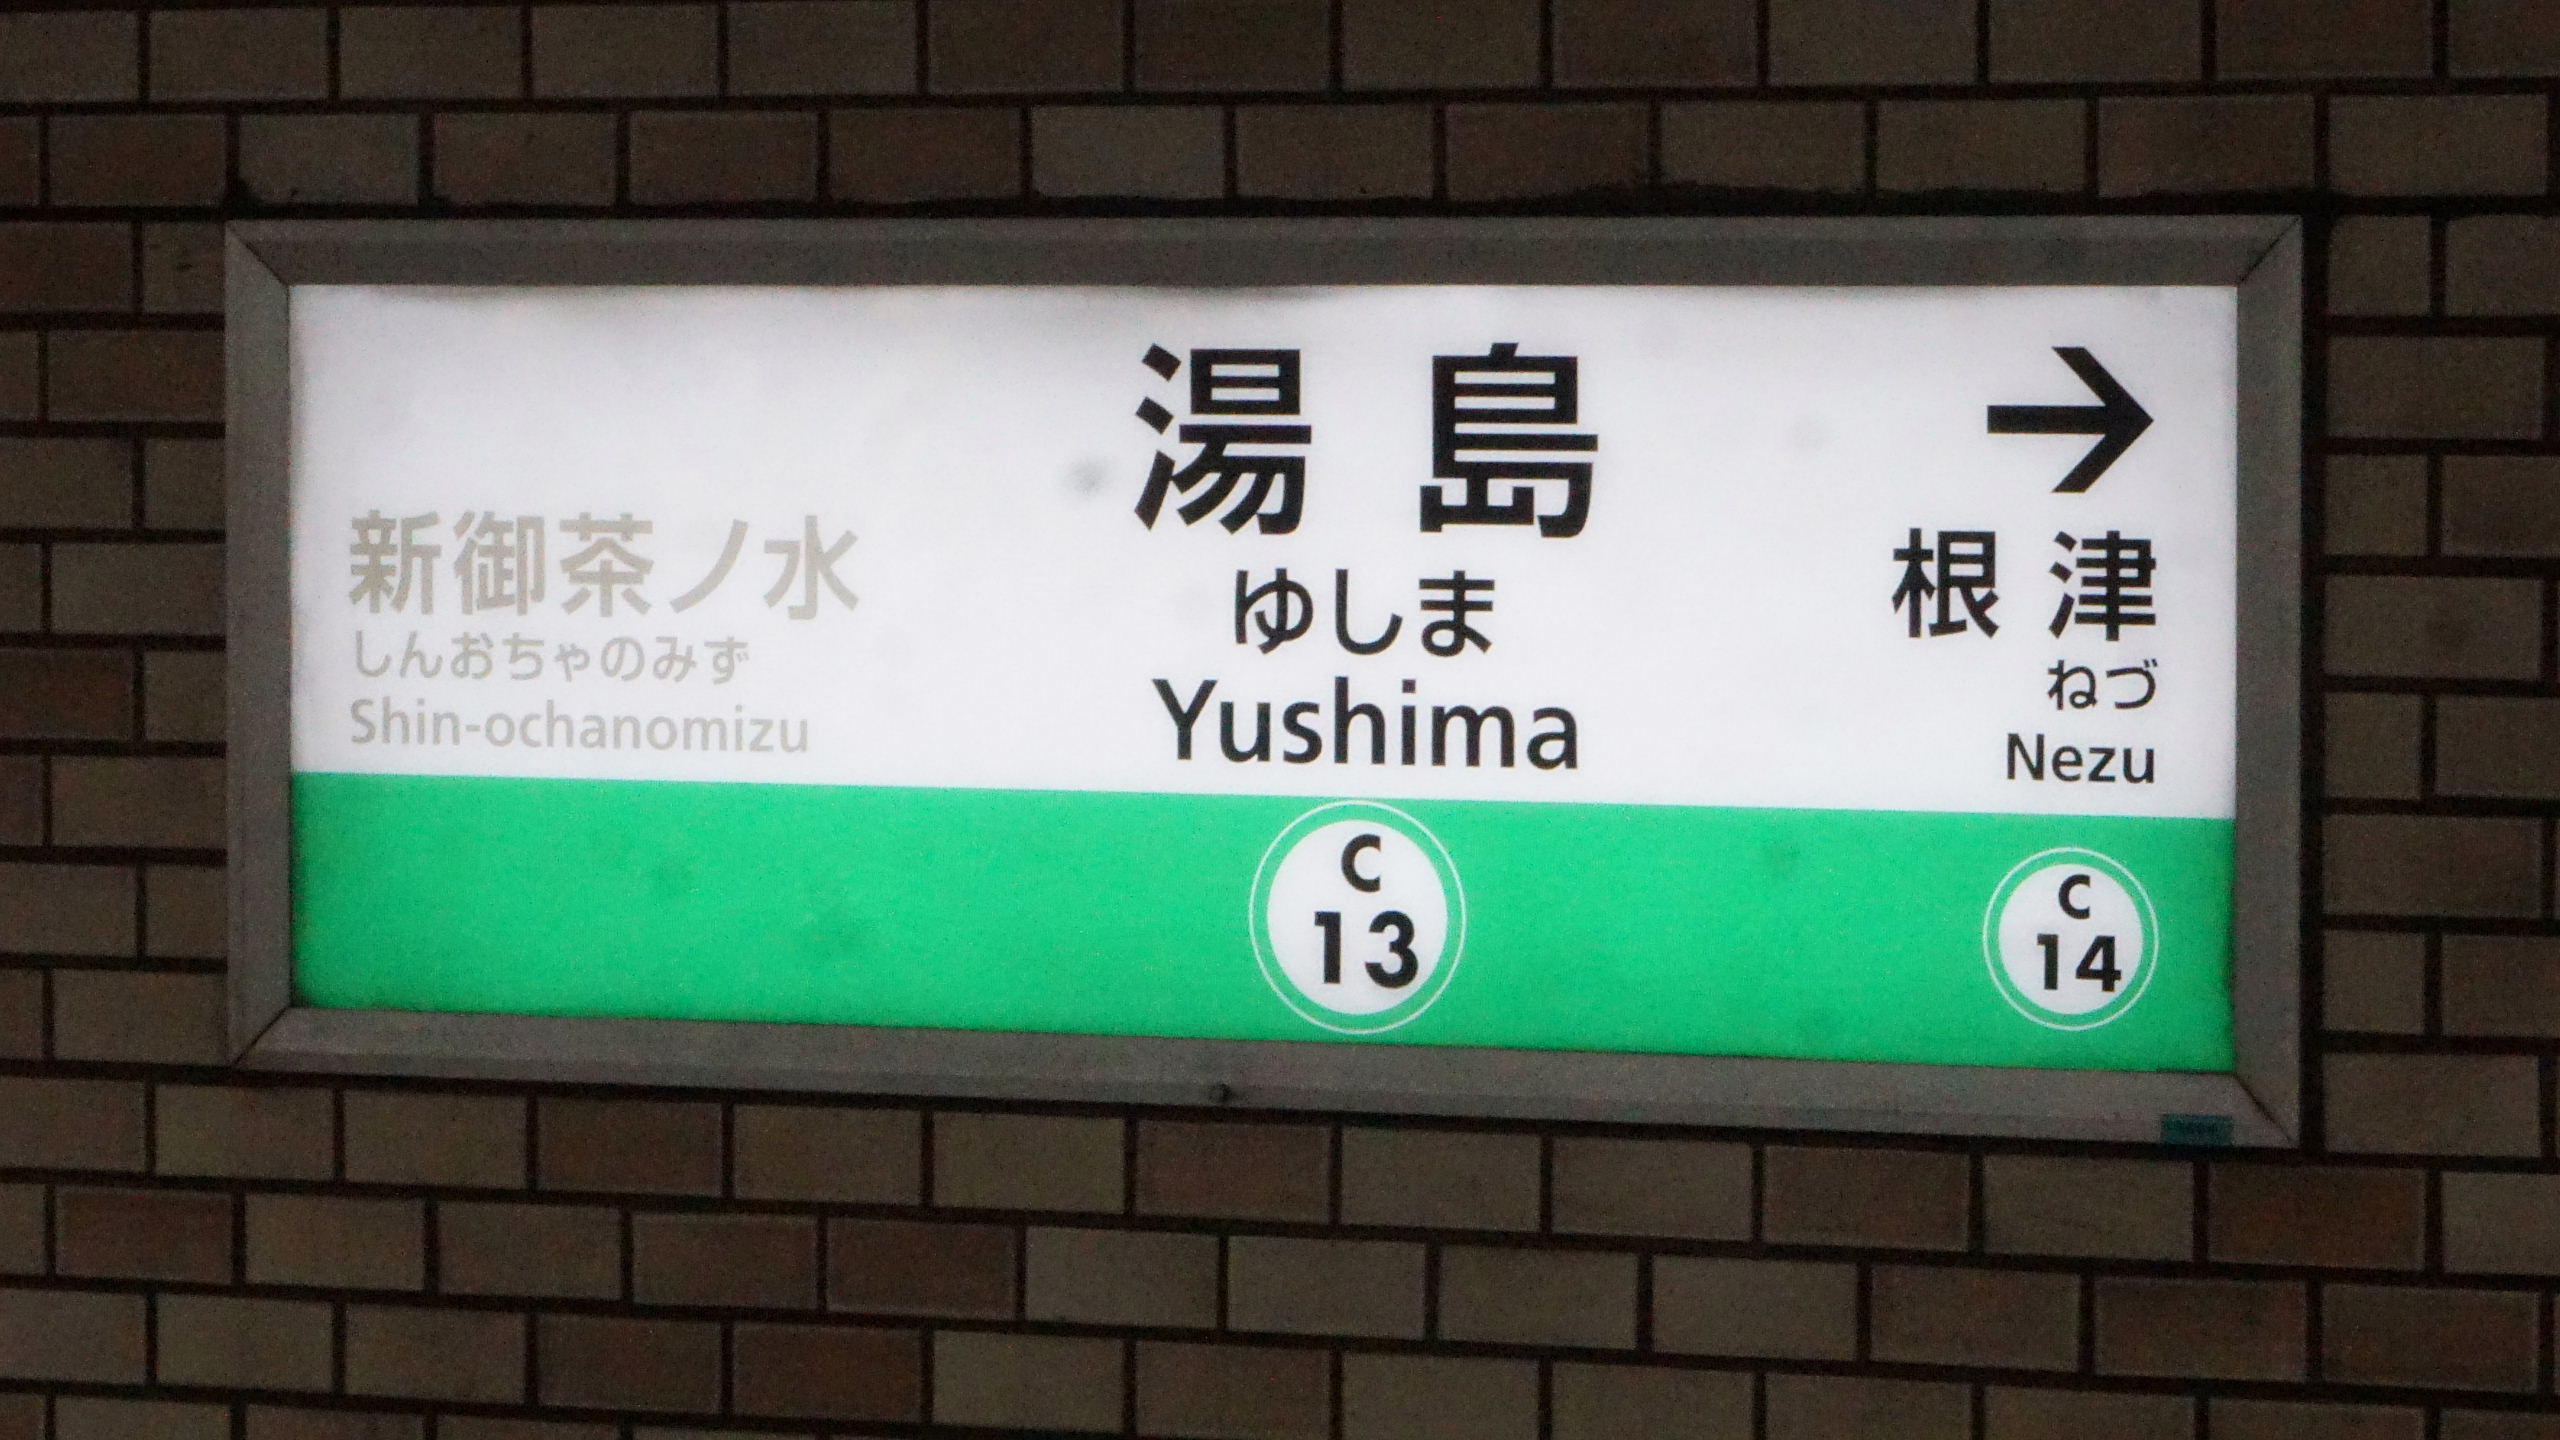 新御茶ノ水
しんおちゃのみず
Shin-ochanomizu
湯島
ゆしま
Yushima
C
13
→
根津
ねづ
Nezu
C
14